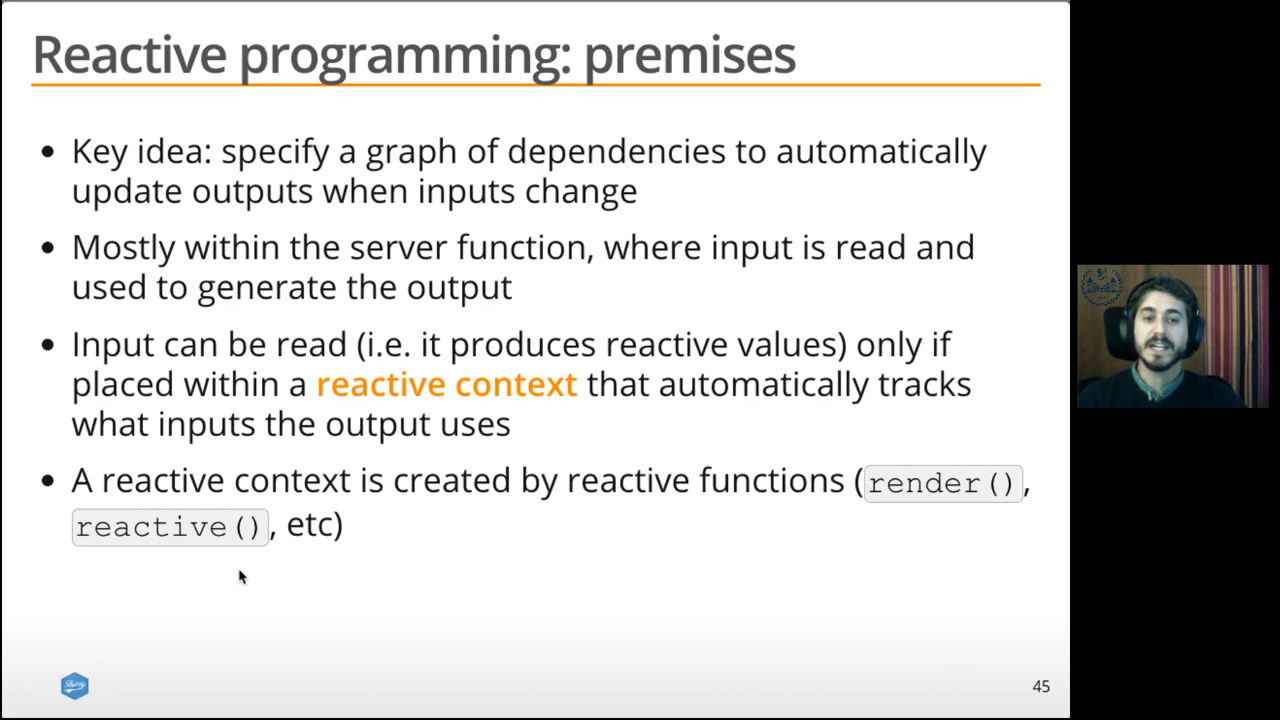 Reactive programming: premises
• Key idea: specify a graph of dependencies to automatically
update outputs when inputs change
• Mostly within the server function, where input is read and
used to generate the output
• Input can be read (i.e. it produces reactive values) only if
placed within a reactive context that automatically tracks
what inputs the output uses
• A reactive context is created by reactive functions (render(),
reactive(), etc)
Shiny
45